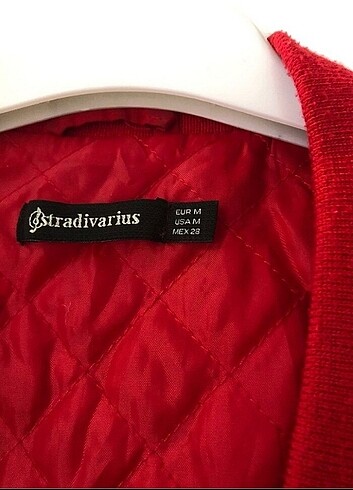 stradivarius
EUR M
USA M
MEX 28